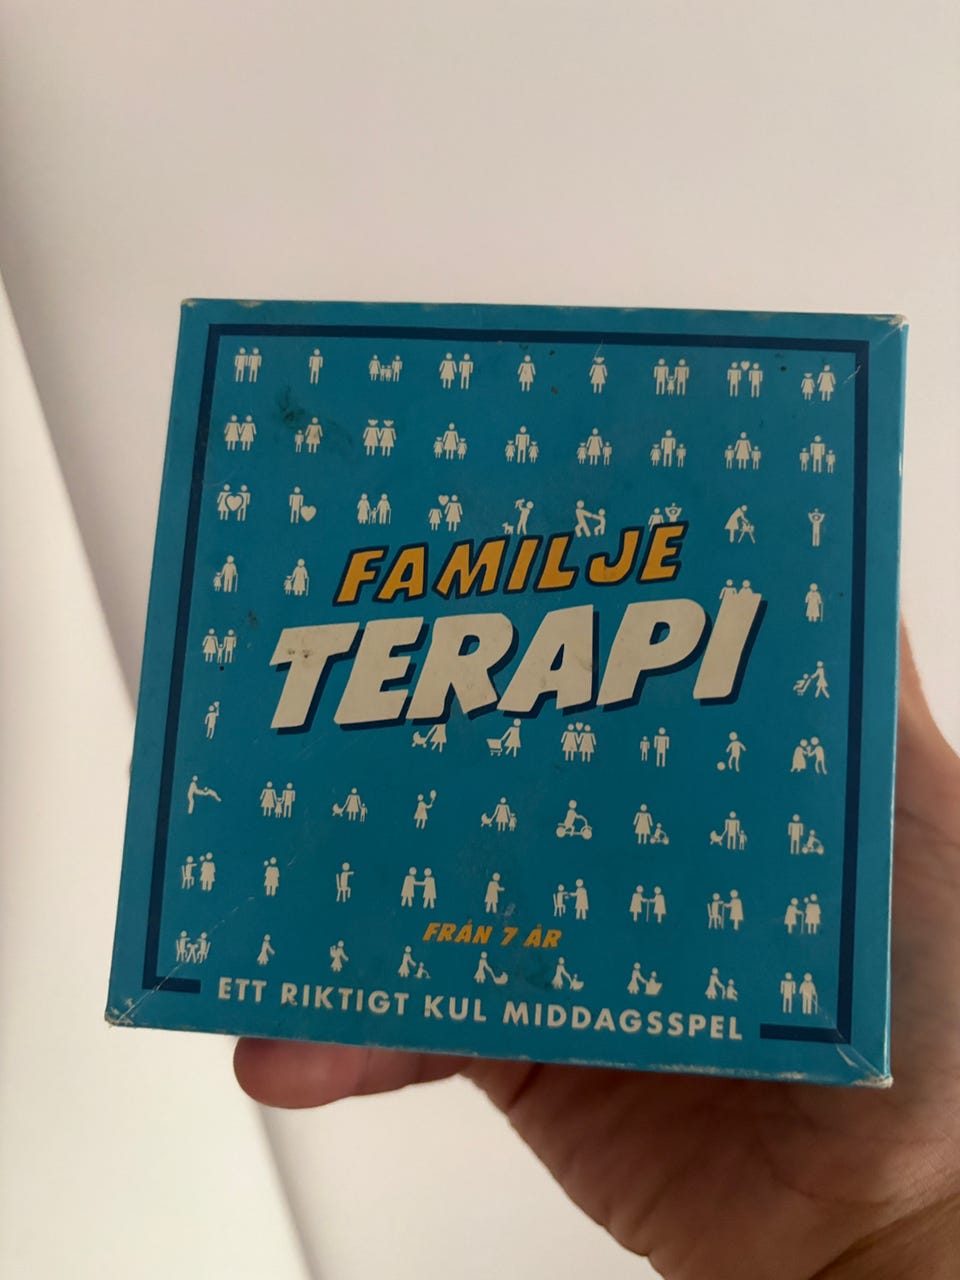 FAMILJE
TERAPI
FRÅN 7 ÅR
ETT RIKTIGT KUL MIDDAGSSPEL